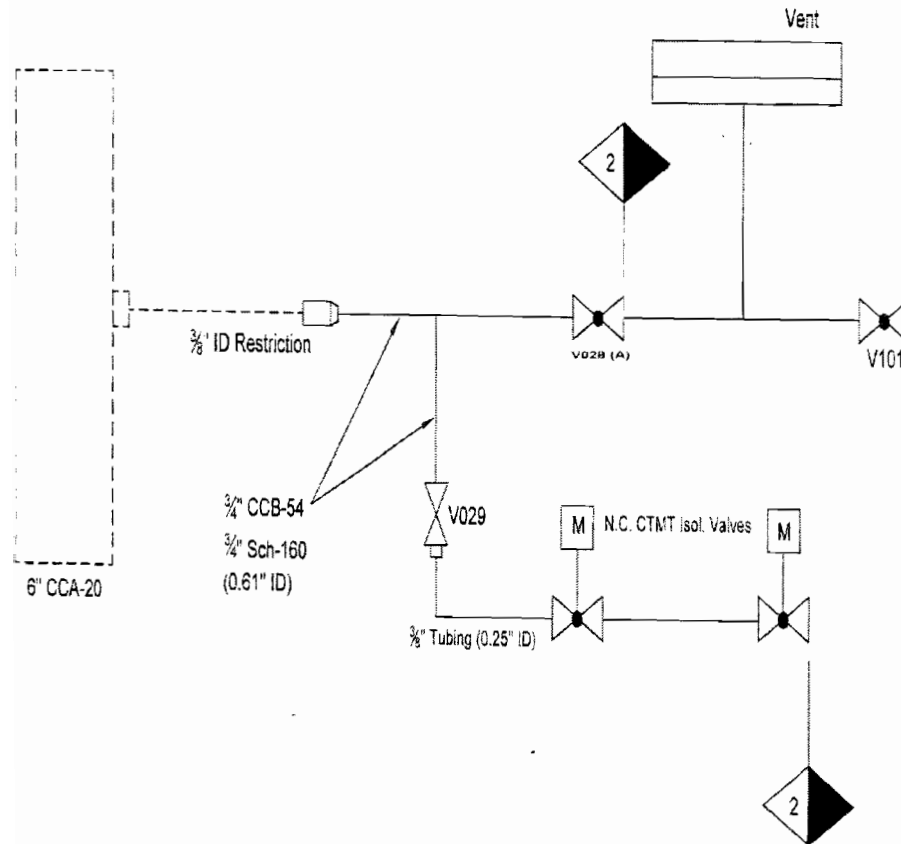 Vent
2
⅜" ID Restriction
V028 (A)
V101
¾" CCB-54
¾" Sch-160
(0.61" ID)
V029
M
N.C. CTMT Isol. Valves
M
6" CCA-20
⅜" Tubing (0.25" ID)
2